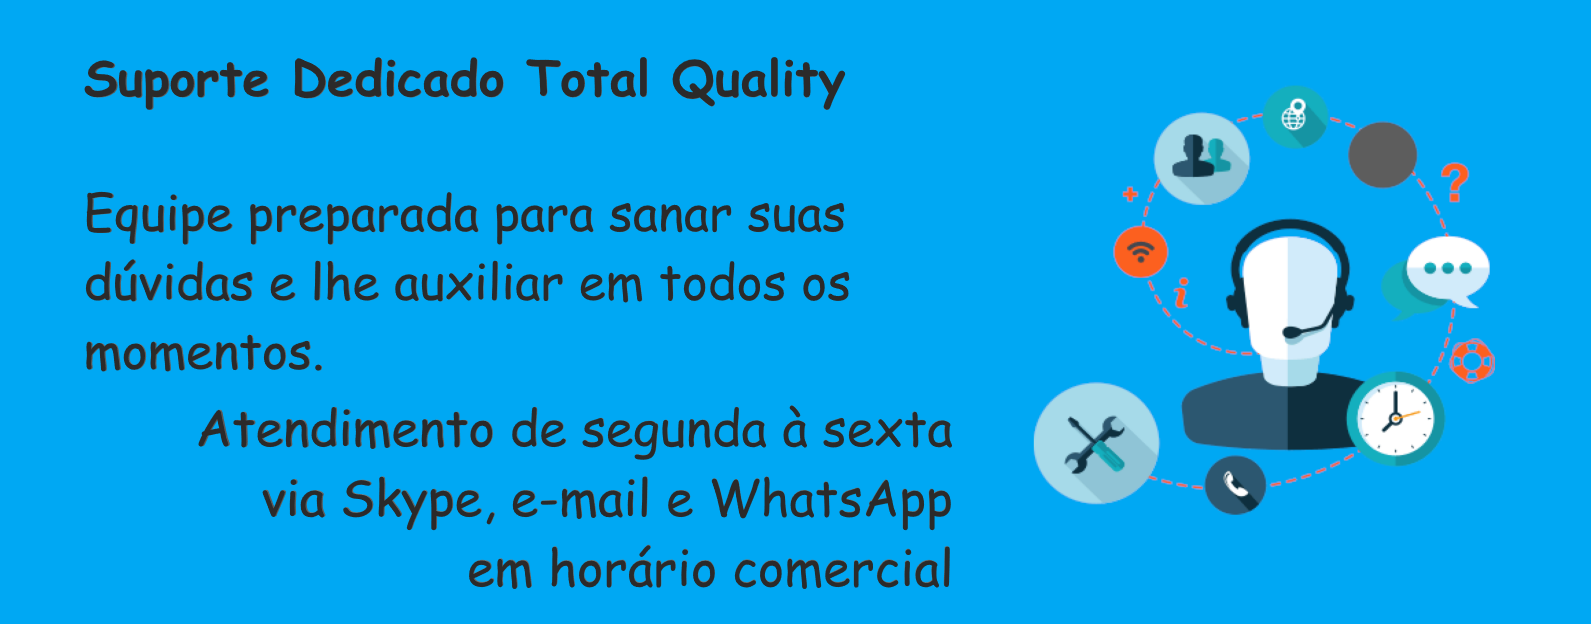 Suporte Dedicado Total Quality
Equipe preparada para sanar suas
dúvidas e lhe auxiliar em todos os
momentos.
Atendimento de segunda à sexta
via Skype, e-mail e WhatsApp
em horário comercial